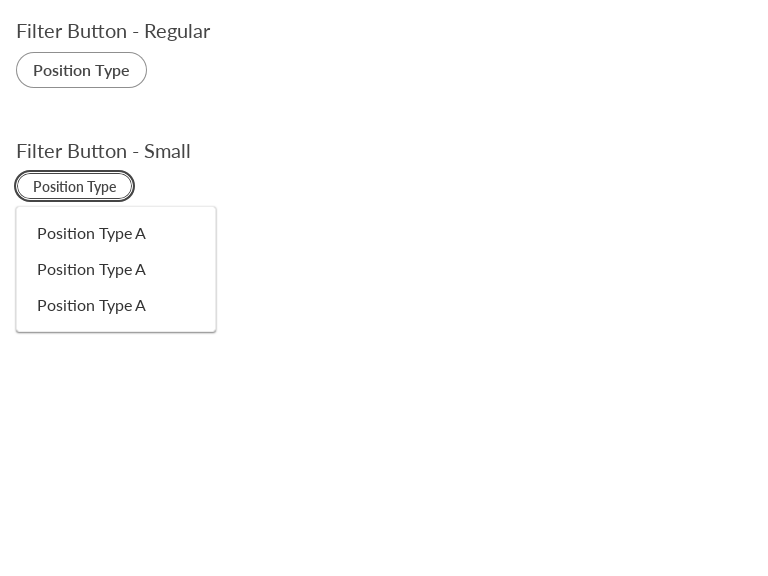 Filter Button - Regular
Position Type
Filter Button - Small
Position Type
Position Type A
Position Type A
Position Type A